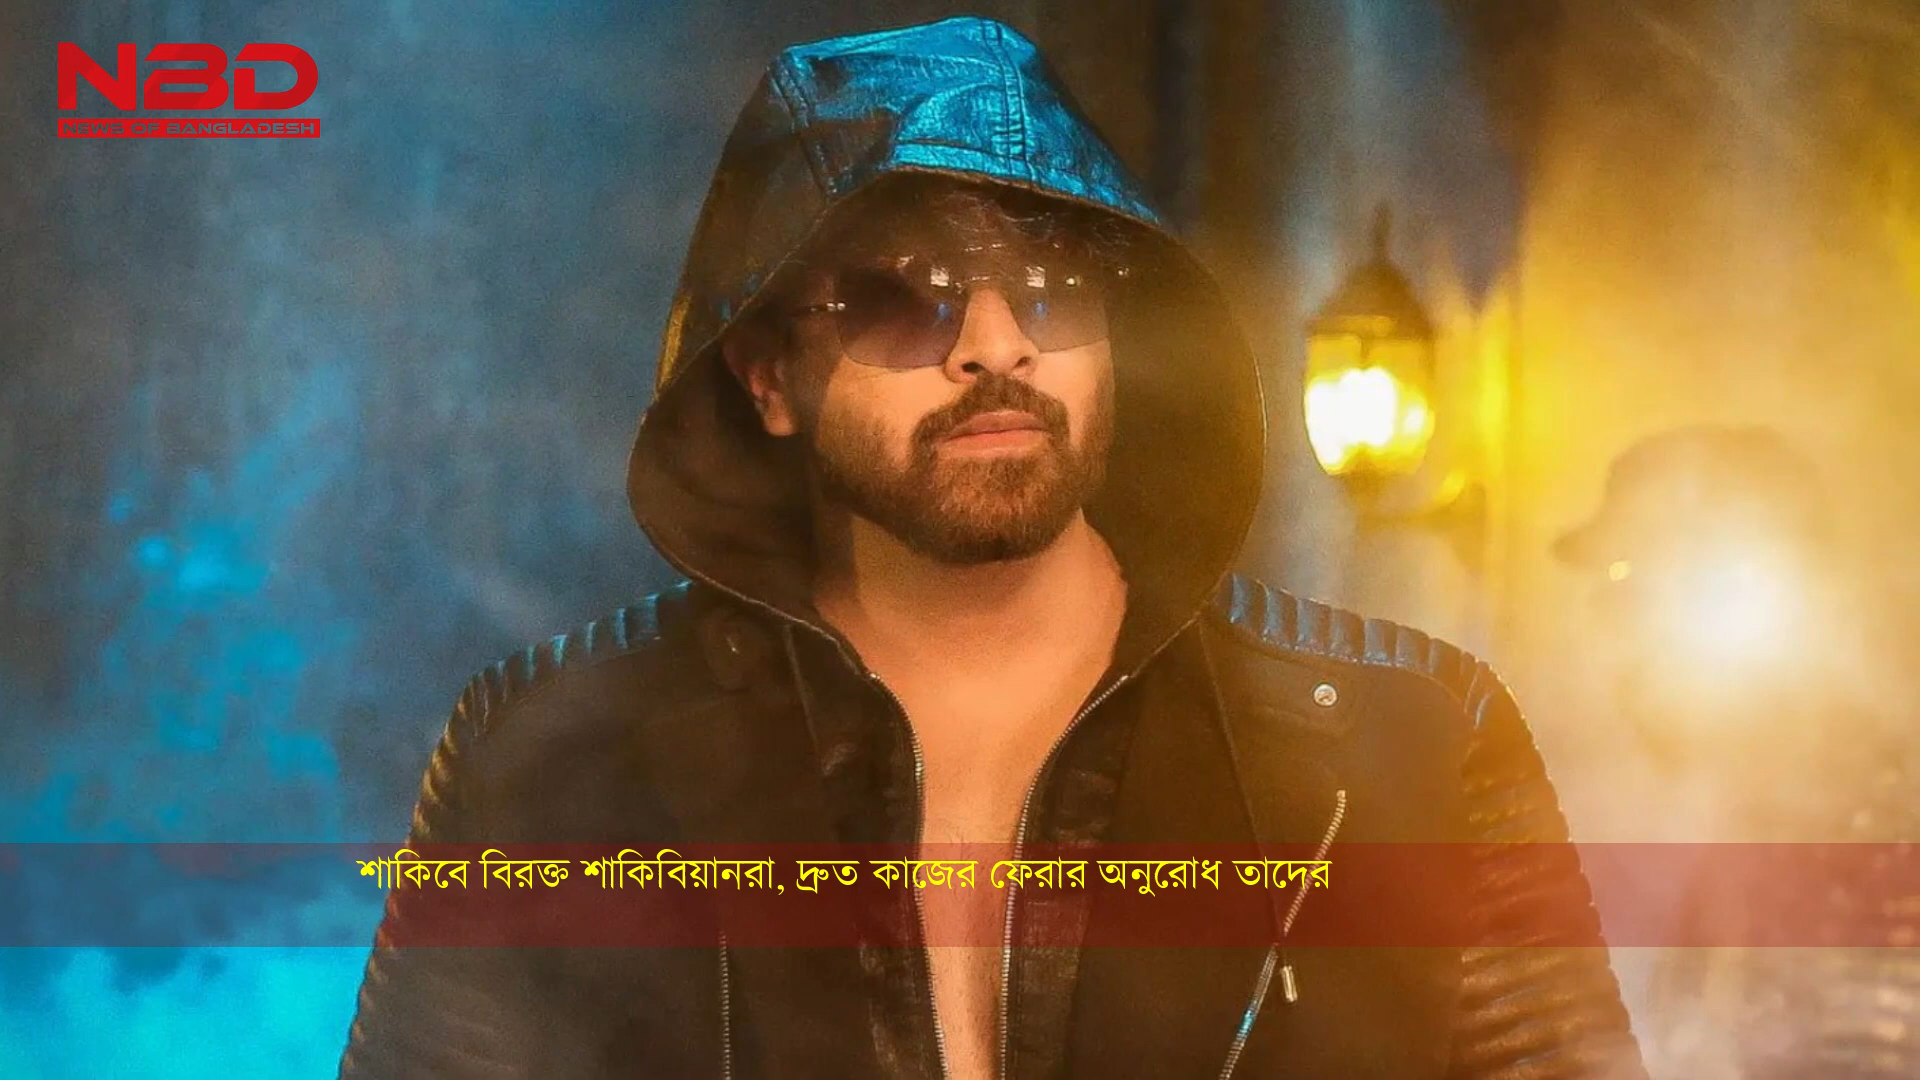 NBD
NEWS OF BANGLADESH
শাকিবে বিরক্ত শাকিবিয়ানরা, দ্রুত কাজের ফেরার অনুরোধ তাদের